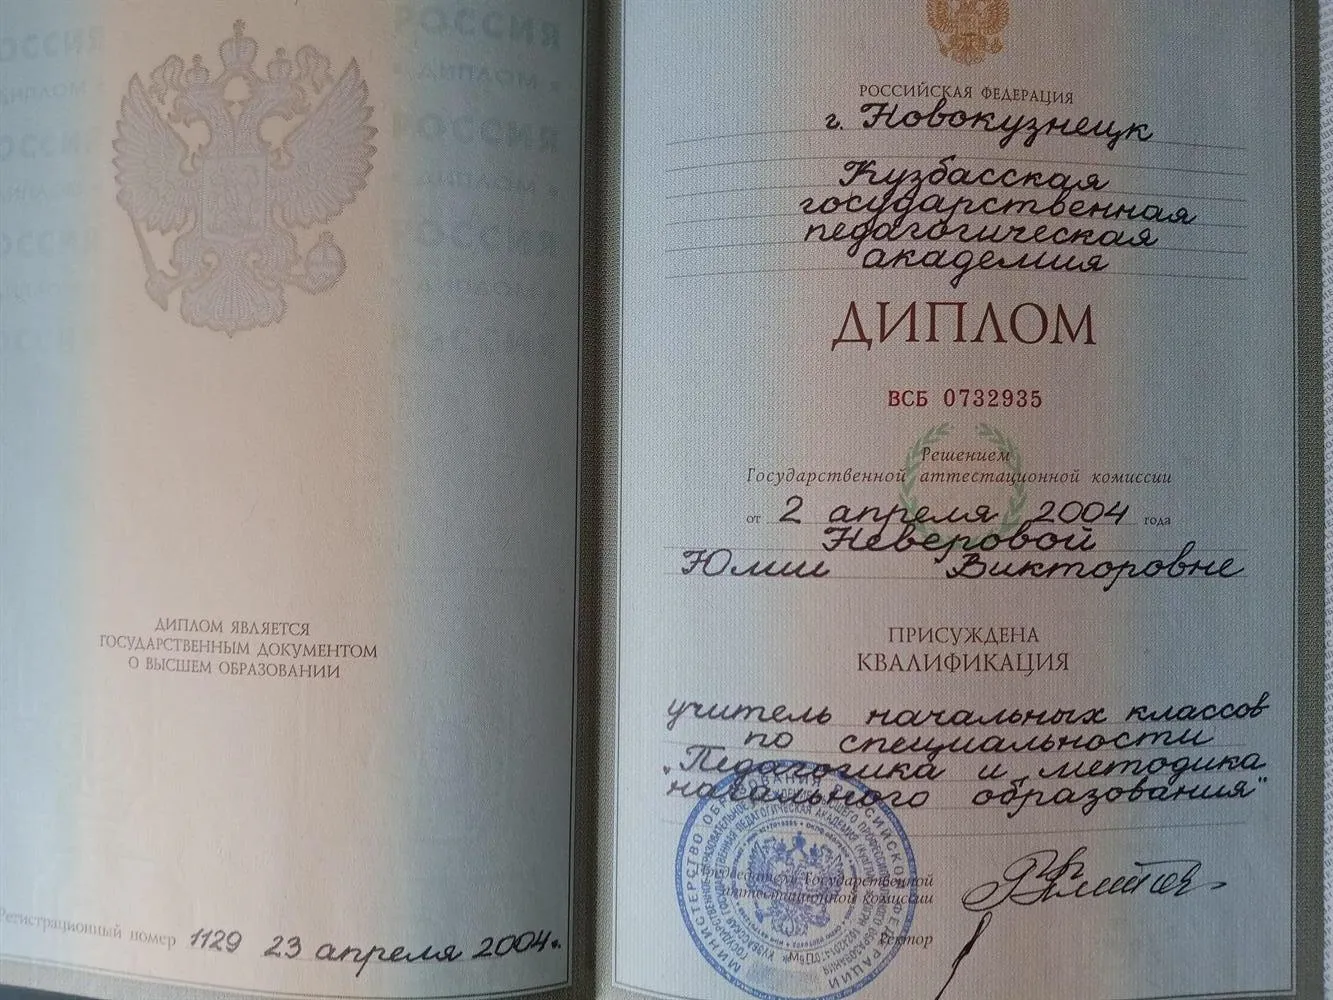 ДИПЛОМ ЯВЛЯЕТСЯ
ГОСУДАРСТВЕННЫМ ДОКУМЕНТОМ
О ВЫСШЕМ ОБРАЗОВАНИИ
Регистрационный номер 1129 23 апреля 2004г.
РОССИЙСКАЯ ФЕДЕРАЦИЯ
г. Новокузнецк
Кузбасская
государственная
педагогическая
академия
ДИПЛОМ
ВСБ 0732935
Решением
Государственной аттестационной комиссии
от 2 апреля 2004 года
Неверовой
Юлии Викторовне
ПРИСУЖДЕНА
КВАЛИФИКАЦИЯ
учитель начальных классов
по специальности
„Педагогика и методика
начального образования"
Председатель Государственной
аттестационной комиссии
Ректор